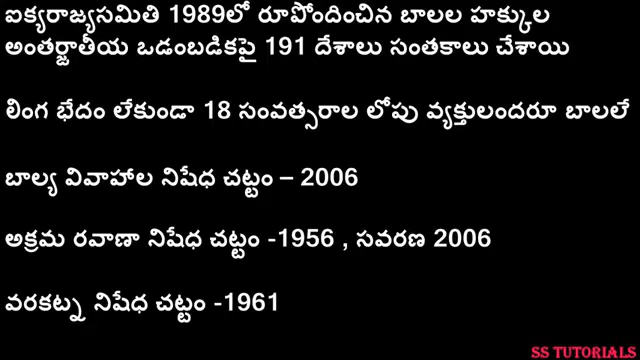 ఐక్యరాజ్యసమితి 1989లో రూపోందించిన బాలల హక్కుల
అంతర్జాతీయ ఒడంబడికపై 191 దేశాలు సంతకాలు చేశాయి
లింగ భేదం లేకుండా 18 సంవత్సరాల లోపు వ్యక్తులందరూ బాలలే
బాల్య వివాహాల నిషేధ చట్టం – 2006
అక్రమ రవాణా నిషేధ చట్టం -1956 , సవరణ 2006
వరకట్న నిషేధ చట్టం -1961
SS TUTORIALS